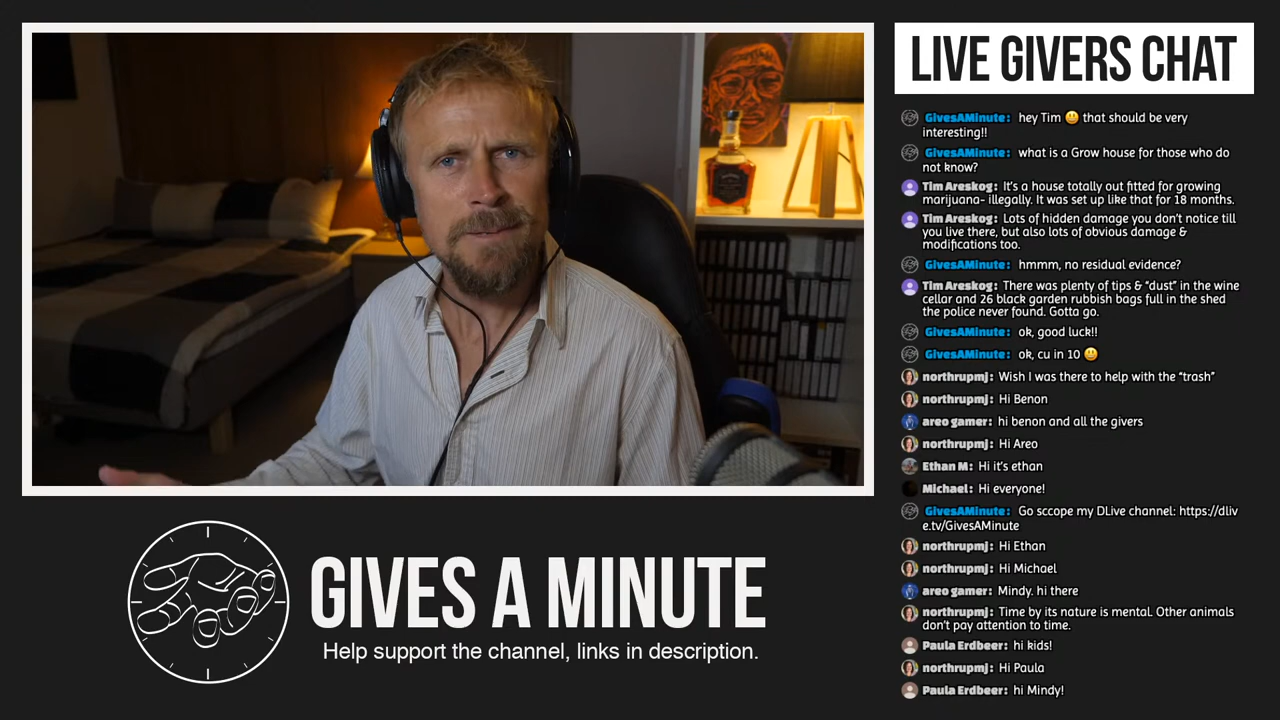 LIVE GIVERS CHAT
GivesAMinute: hey Tim 😃 that should be very
interesting!!
GivesAMinute: what is a Grow house for those who do
not know?
Tim Areskog: It's a house totally out fitted for growing
marijuana- illegally. It was set up like that for 18 months.
Tim Areskog: Lots of hidden damage you don't notice till
you live there, but also lots of obvious damage &
modifications too.
GivesAMinute: hmmm, no residual evidence?
Tim Areskog: There was plenty of tips & "dust" in the wine
cellar and 26 black garden rubbish bags full in the shed
the police never found. Gotta go.
GivesAMinute: ok, good luck!!
GivesAMinute: ok, cu in 10 😃
northrupmj: Wish I was there to help with the "trash"
northrupmj: Hi Benon
areo gamer: hi benon and all the givers
northrupmj: Hi Areo
Ethan M: Hi it's ethan
Michael: Hi everyone!
GivesAMinute: Go sccope my DLive channel: https://dliv
e.tv/GivesAMinute
northrupmj: Hi Ethan
northrupmj: Hi Michael
areo gamer: Mindy. hi there
northrupmj: Time by its nature is mental. Other animals
don't pay attention to time.
Paula Erdbeer: hi kids!
northrupmj: Hi Paula
Paula Erdbeer: hi Mindy!
GIVES A MINUTE
Help support the channel, links in description.